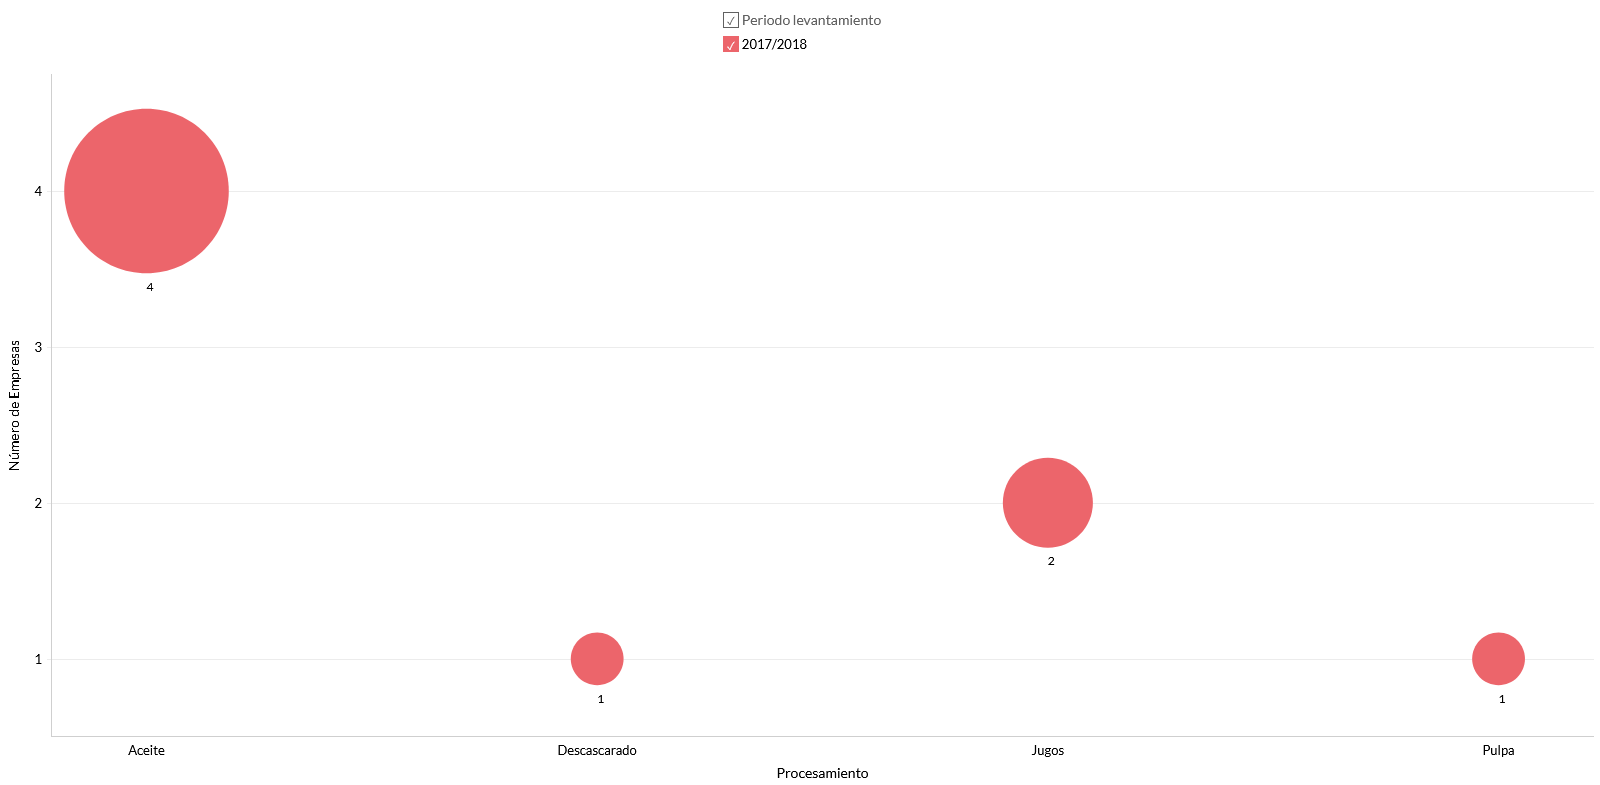 Periodo levantamiento
2017/2018
Número de Empresas
4
3
2
1
4
1
2
1
Aceite
Descascarado
Jugos
Pulpa
Procesamiento